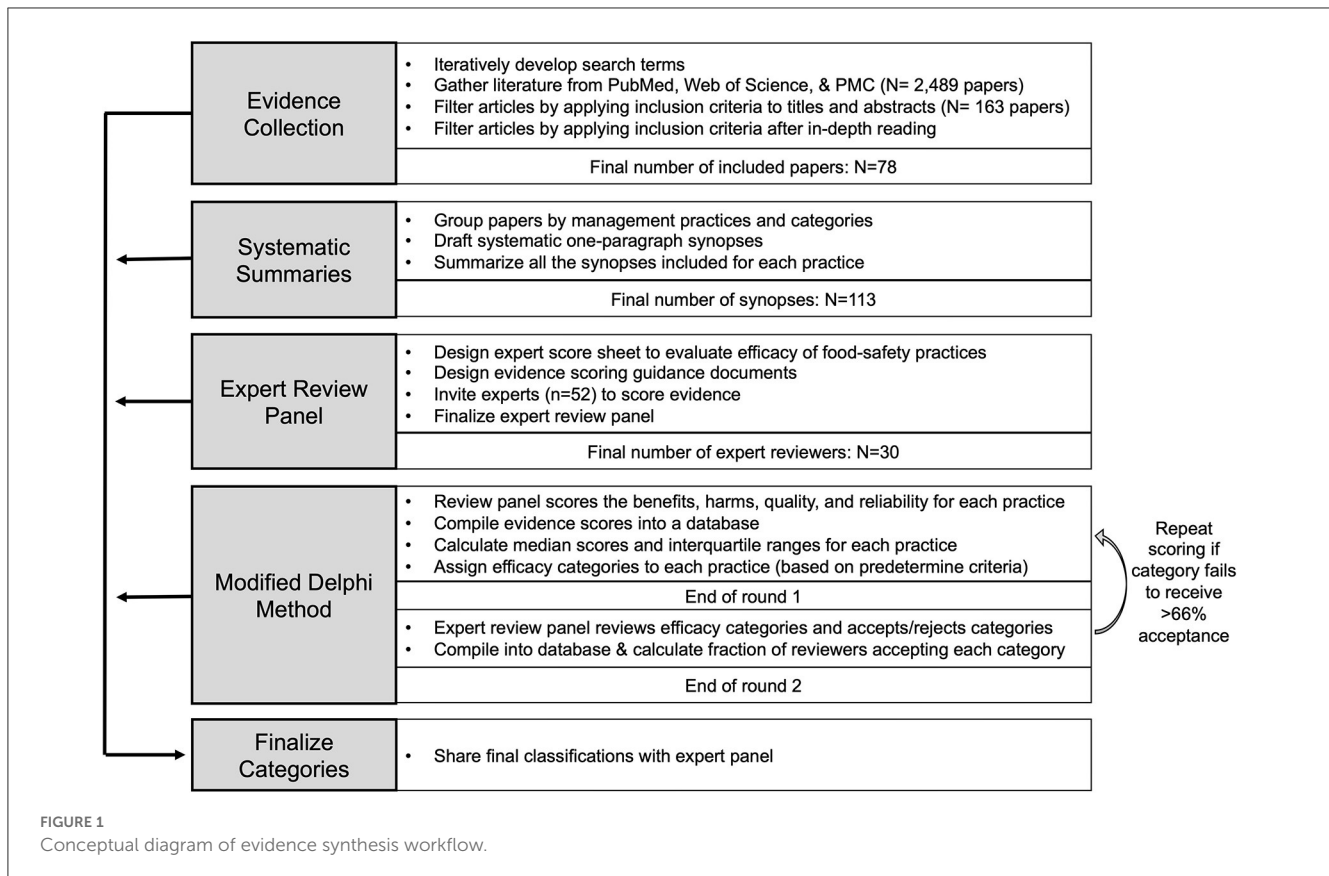 Evidence
Collection
• Iteratively develop search terms
• Gather literature from PubMed, Web of Science, & PMC (N= 2,489 papers)
• Filter articles by applying inclusion criteria to titles and abstracts (N= 163 papers)
• Filter articles by applying inclusion criteria after in-depth reading
Final number of included papers: N=78
Systematic
Summaries
• Group papers by management practices and categories
• Draft systematic one-paragraph synopses
• Summarize all the synopses included for each practice
Final number of synopses: N=113
Expert Review
Panel
• Design expert score sheet to evaluate efficacy of food-safety practices
• Design evidence scoring guidance documents
• Invite experts (n=52) to score evidence
• Finalize expert review panel
Final number of expert reviewers: N=30
Modified Delphi
Method
• Review panel scores the benefits, harms, quality, and reliability for each practice
• Compile evidence scores into a database
• Calculate median scores and interquartile ranges for each practice
• Assign efficacy categories to each practice (based on predetermine criteria)
End of round 1
• Expert review panel reviews efficacy categories and accepts/rejects categories
• Compile into database & calculate fraction of reviewers accepting each category
End of round 2
Repeat
scoring if
category fails
to receive
>66%
acceptance
Finalize
Categories
• Share final classifications with expert panel
FIGURE 1
Conceptual diagram of evidence synthesis workflow.